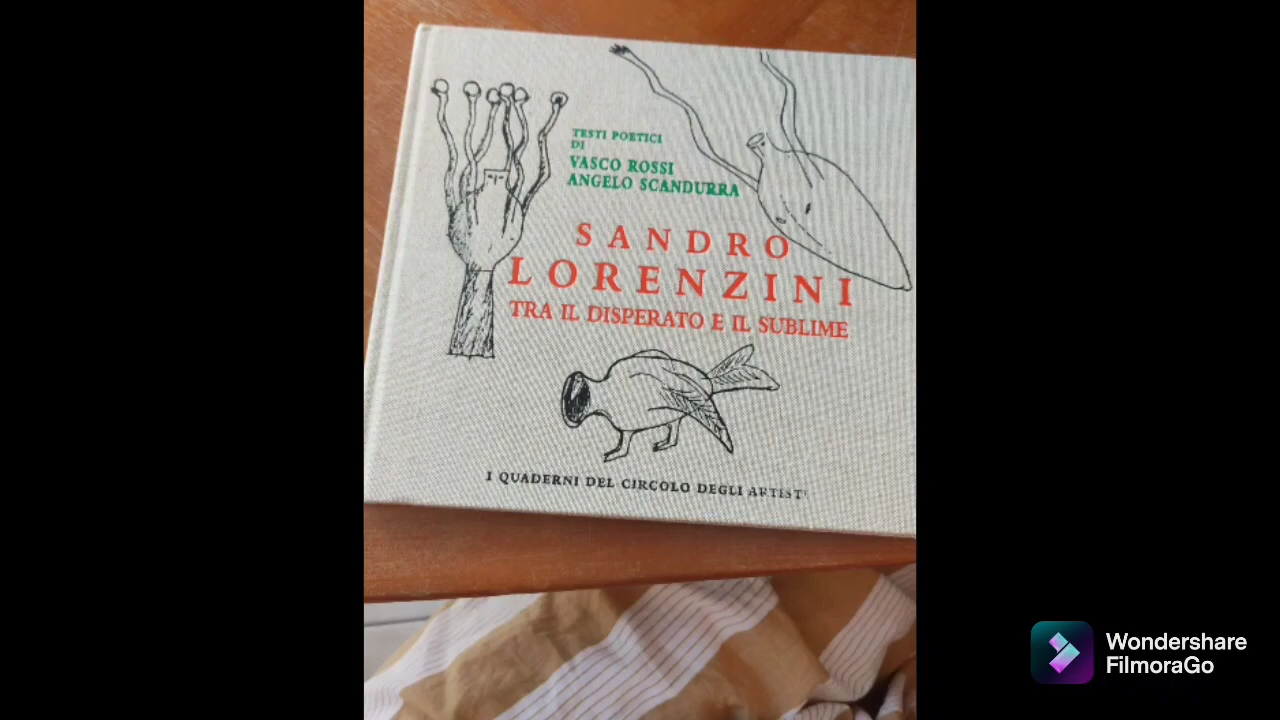 TESTI POETICI
DI
VASCO ROSSI
ANGELO SCANDURRA
SANDRO
LORENZINI
TRA IL DISPERATO E IL SUBLIME
I QUADERNI DEL CIRCOLO DEGLI ARTISTI
Wondershare
FilmoraGo